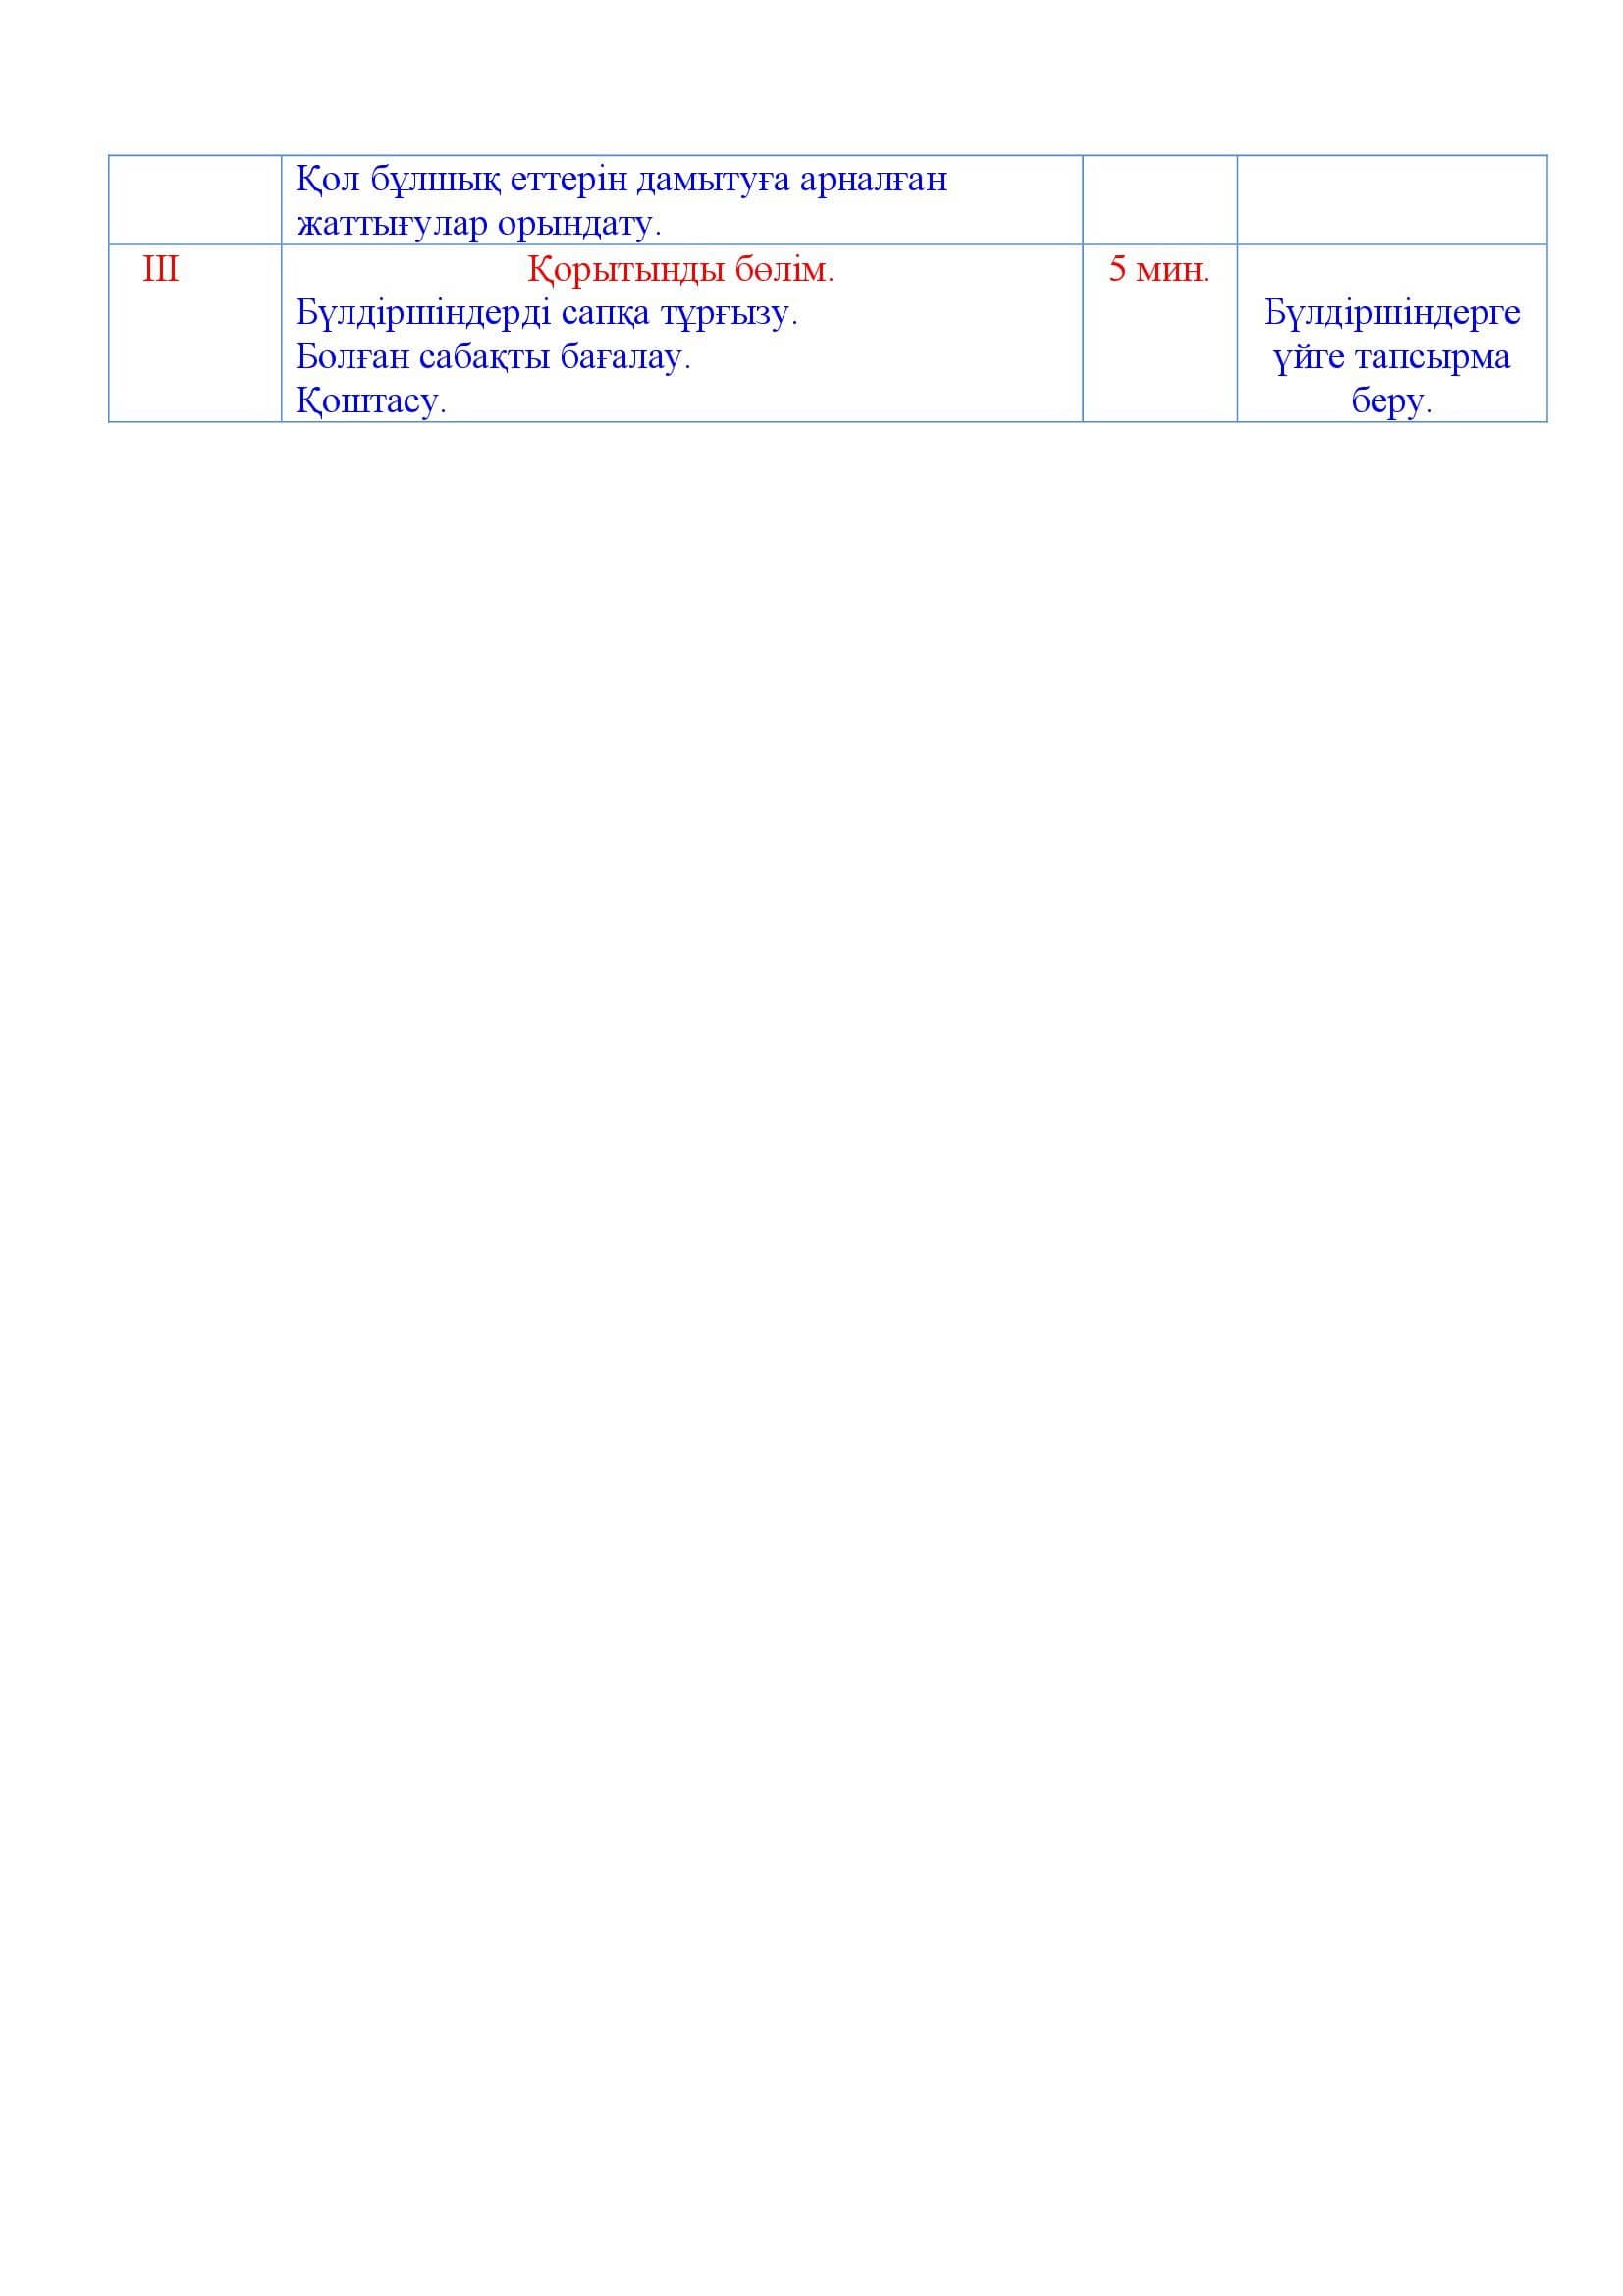 Қол бұлшық еттерін дамытуға арналған
жаттығулар орындату.
III
Қорытынды бөлім.
Бүлдіршіндерді сапқа тұрғызу.
Болған сабақты бағалау.
Қоштасу.
5 мин.
Бүлдіршіндерге
үйге тапсырма
беру.